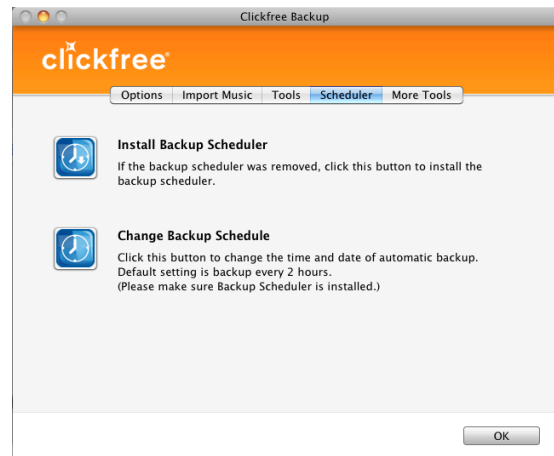 Clickfree Backup
clickfree
Options Import Music Tools Scheduler More Tools
Install Backup Scheduler
If the backup scheduler was removed, click this button to install the
backup scheduler.
Change Backup Schedule
Click this button to change the time and date of automatic backup.
Default setting is backup every 2 hours.
(Please make sure Backup Scheduler is installed.)
OK